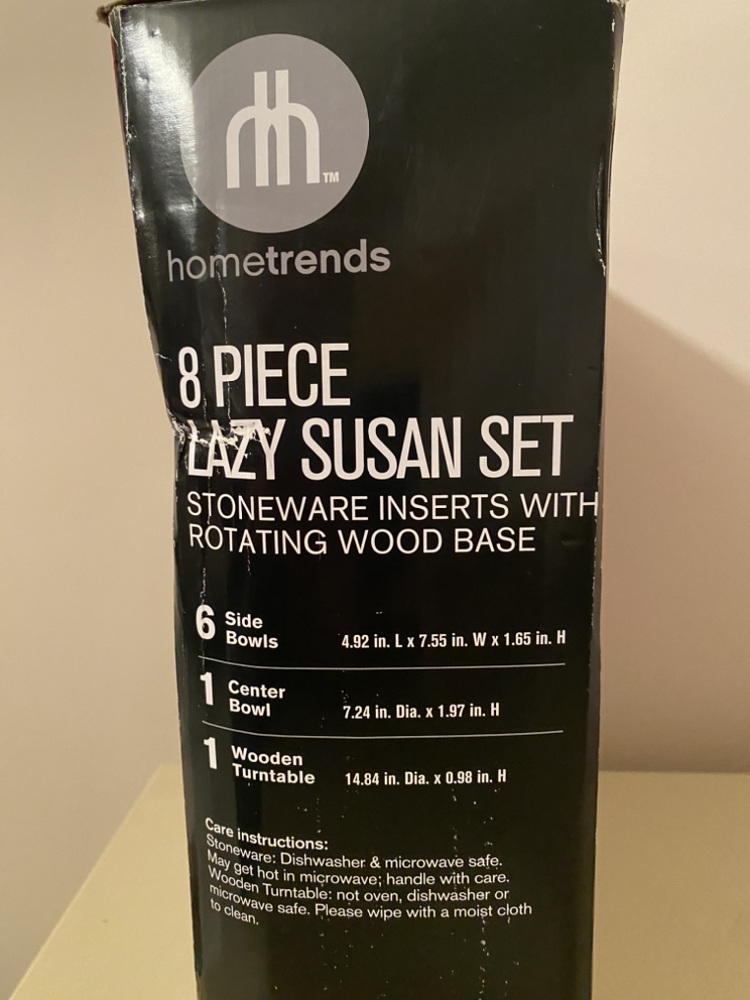 TM
hometrends
8 PIECE
LAZY SUSAN SET
STONEWARE INSERTS WITH
ROTATING WOOD BASE
6 Side
Bowls 4.92 in. L x 7.55 in. W x 1.65 in. H
1 Center
Bowl 7.24 in. Dia. x 1.97 in. H
1 Wooden
Turntable 14.84 in. Dia. x 0.98 in. H
Care instructions:
Stoneware: Dishwasher & microwave safe.
May get hot in microwave; handle with care.
Wooden Turntable: not oven, dishwasher or
microwave safe. Please wipe with a moist cloth
to clean.